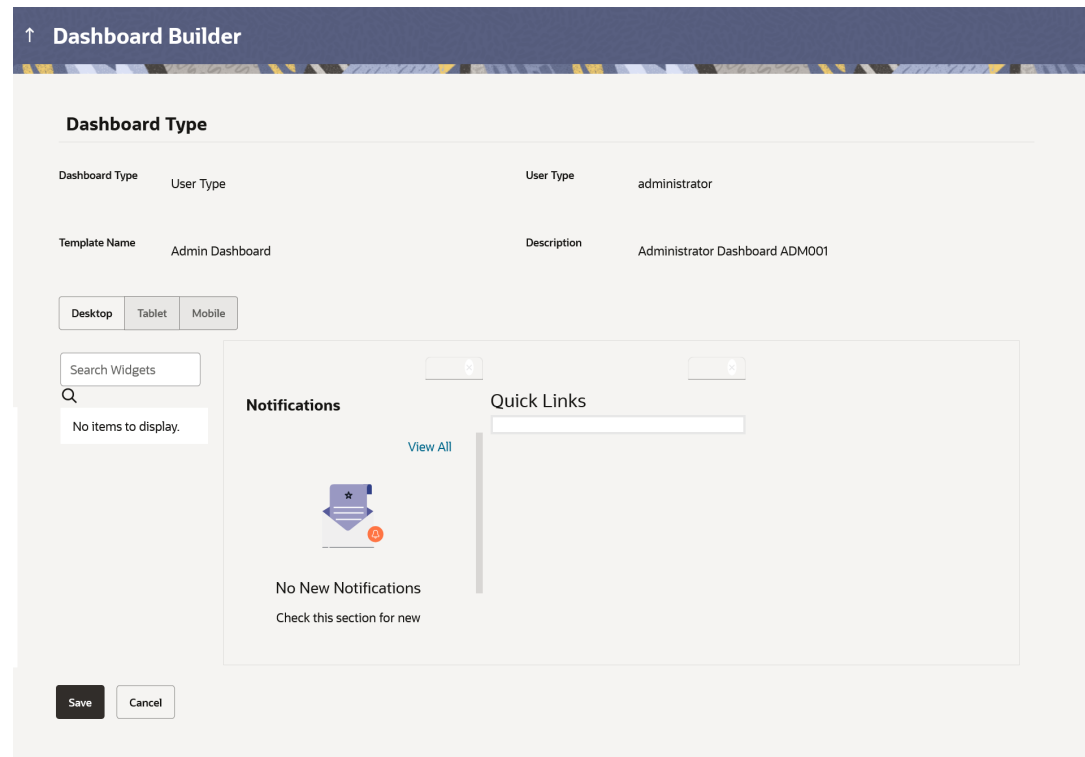 Dashboard Builder
Dashboard Type
Dashboard Type
User Type
User Type
administrator
Template Name
Admin Dashboard
Description
Administrator Dashboard ADM001
Desktop
Tablet
Mobile
Search Widgets
No items to display.
Notifications
View All
No New Notifications
Check this section for new
Quick Links
Save
Cancel